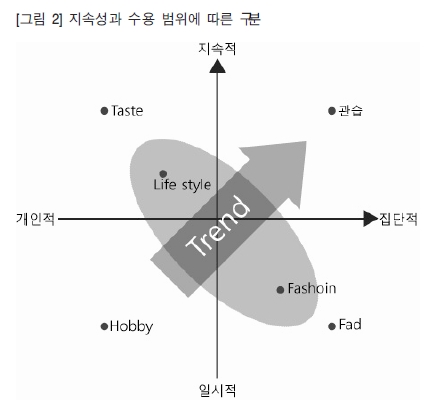 [그림 2] 지속성과 수용 범위에 따른 구분
지속적
Taste
관습
Life style
개인적
집단적
Trend
Fashoin
Hobby
Fad
일시적